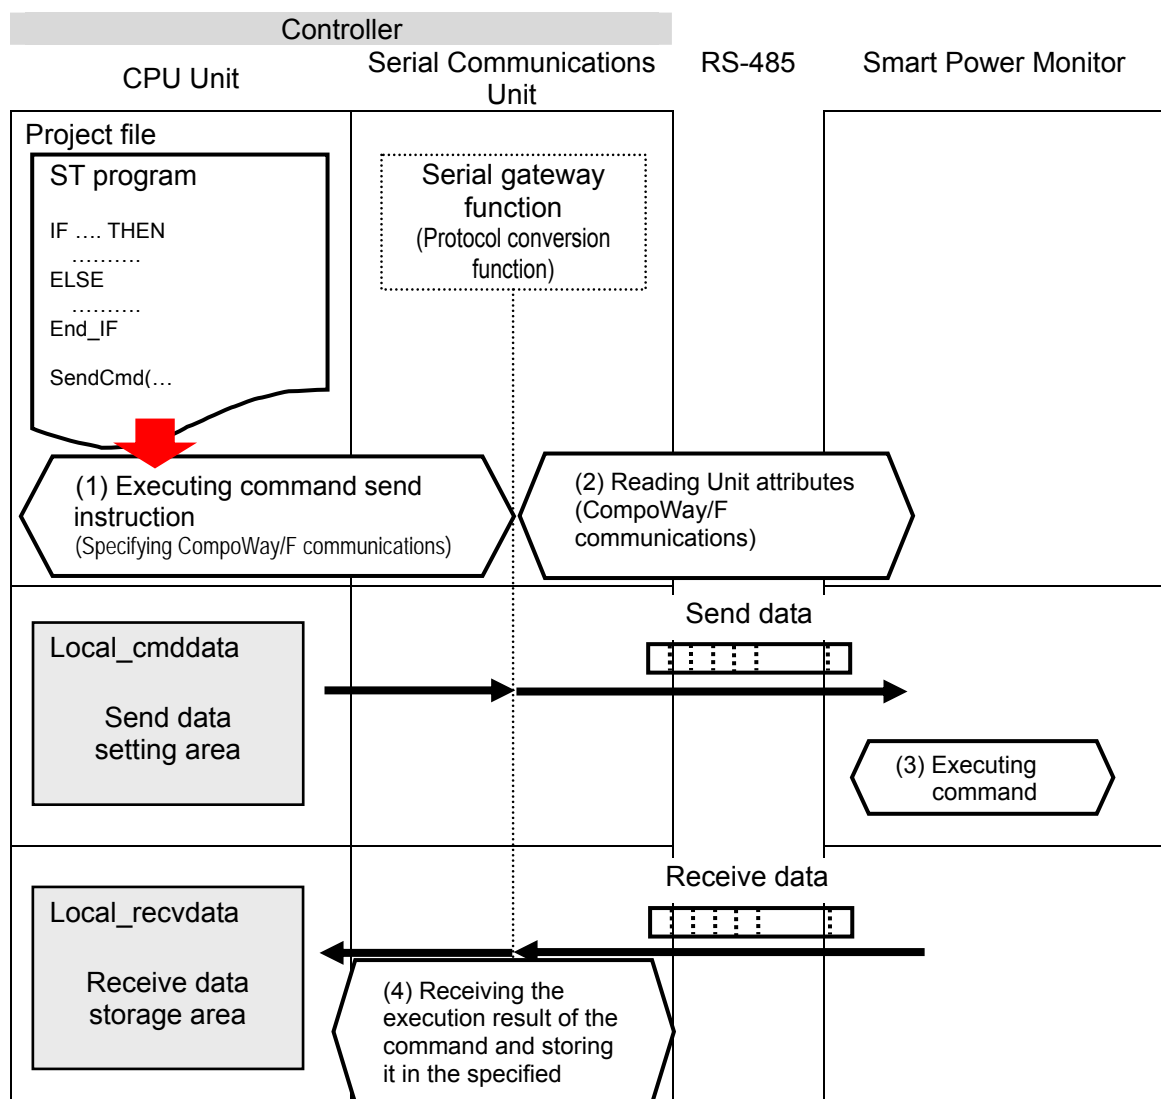 Controller
CPU Unit
Serial Communications
Unit
RS-485
Smart Power Monitor
Project file
ST program
IF …. THEN
……….
ELSE
……….
End_IF
SendCmd(…
Serial gateway
function
(Protocol conversion
function)
(1) Executing command send
instruction
(Specifying CompoWay/F communications)
(2) Reading Unit attributes
(CompoWay/F
communications)
Send data
Local_cmddata
Send data
setting area
(3) Executing
command
Receive data
Local_recvdata
Receive data
storage area
(4) Receiving the
execution result of the
command and storing
it in the specified